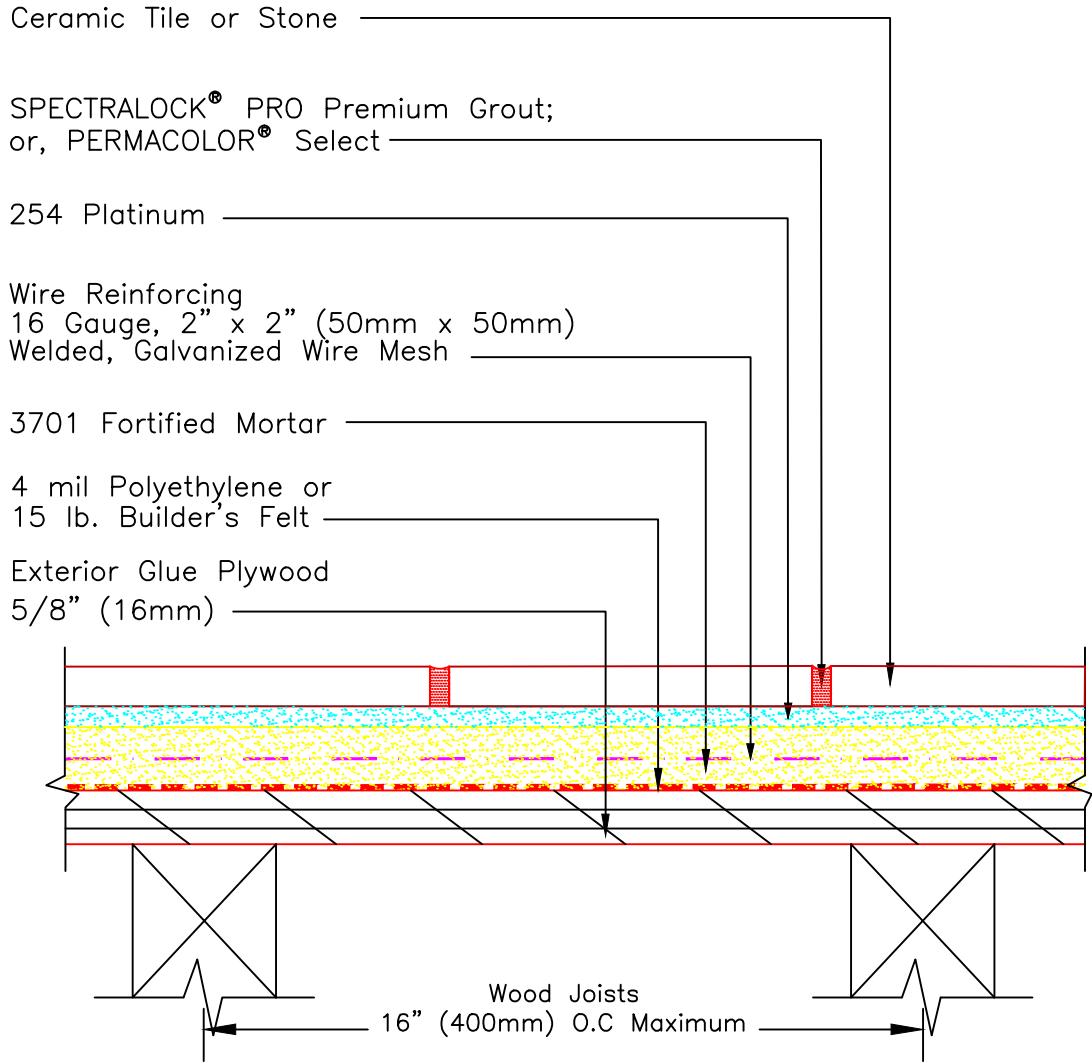 Ceramic Tile or Stone
SPECTRALOCK® PRO Premium Grout;
or, PERMACOLOR® Select
254 Platinum
Wire Reinforcing
16 Gauge, 2” x 2” (50mm x 50mm)
Welded, Galvanized Wire Mesh
3701 Fortified Mortar
4 mil Polyethylene or
15 lb. Builder's Felt
Exterior Glue Plywood
5/8” (16mm)
Wood Joists
16” (400mm) O.C Maximum